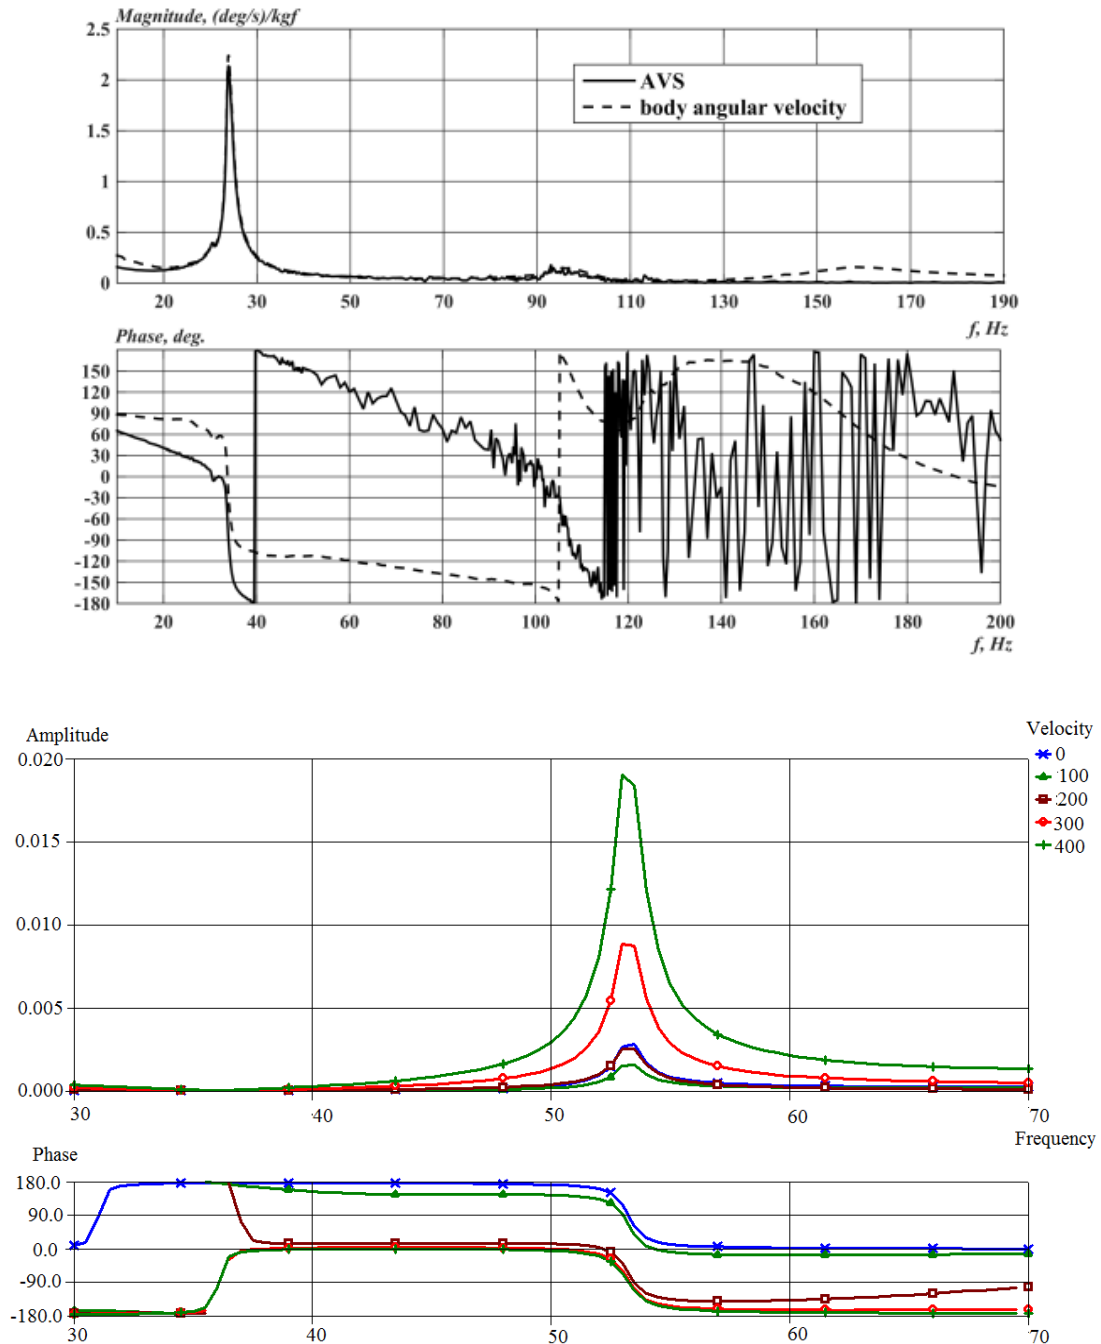 Magnitude, (deg/s)/kgf
2.5
2
1.5
1
0.5
0
AVS
body angular velocity
20 30 50 70 90 110 130 150 170 190
f, Hz
Phase, deg.
150
120
90
60
30
0
-30
-60
-90
-120
-150
-180
20 40 60 80 100 120 140 160 180 200
f, Hz
Amplitude
0.020
0.015
0.010
0.005
0.000
30 40 50 60 70
Frequency
Velocity
0
100
200
300
400
Phase
180.0
90.0
0.0
-90.0
-180.0
30 40 50 60 70